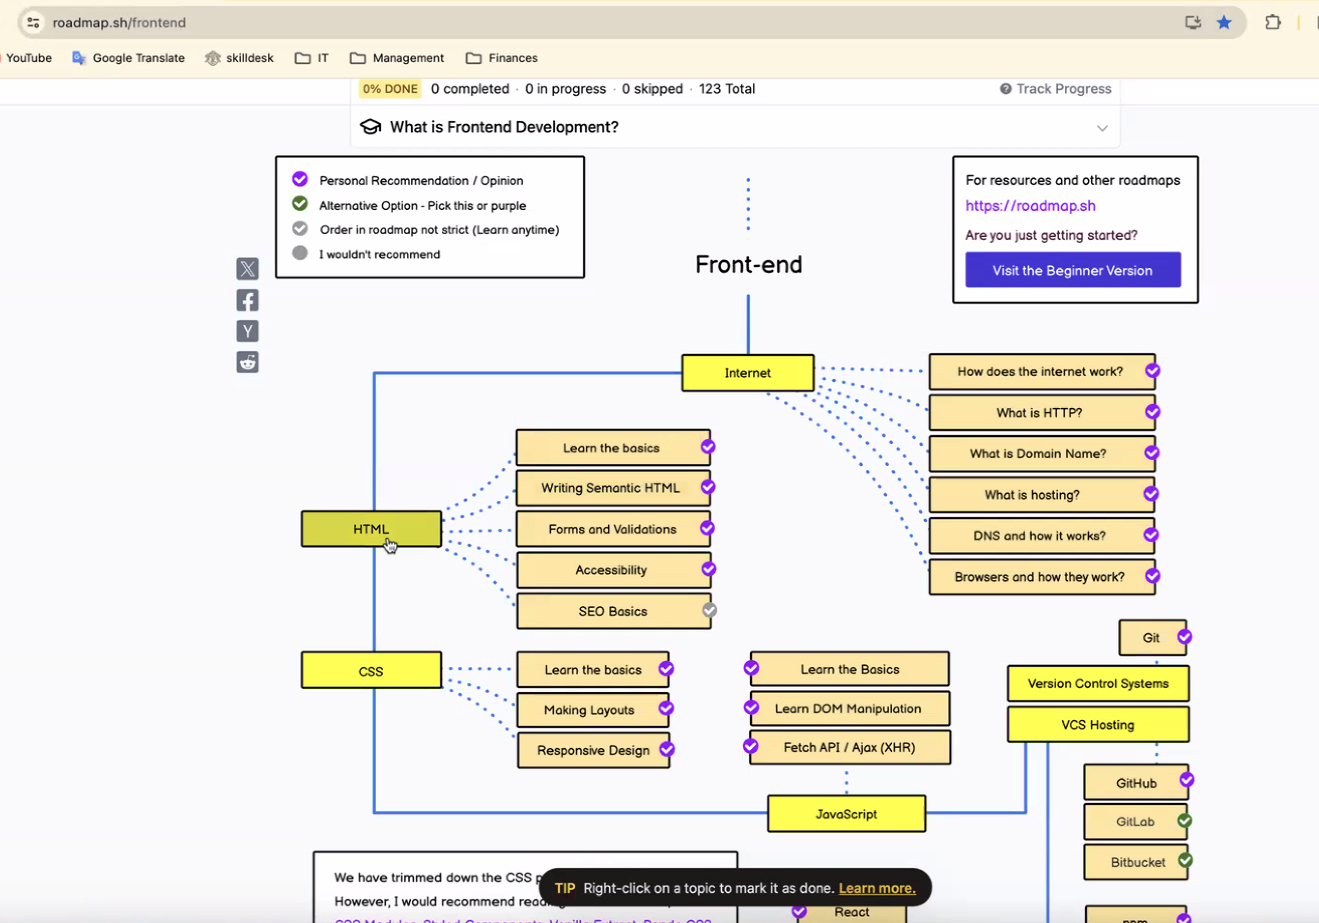 roadmap.sh/frontend
YouTube Google Translate skilldesk IT Management Finances
0% DONE 0 completed · 0 in progress · 0 skipped · 123 Total Track Progress
What is Frontend Development?
Personal Recommendation / Opinion
Alternative Option - Pick this or purple
Order in roadmap not strict (Learn anytime)
I wouldn't recommend
For resources and other roadmaps
https://roadmap.sh
Are you just getting started?
Visit the Beginner Version
Front-end
Internet
How does the internet work?
What is HTTP?
What is Domain Name?
What is hosting?
DNS and how it works?
Browsers and how they work?
HTML
Learn the basics
Writing Semantic HTML
Forms and Validations
Accessibility
SEO Basics
CSS
Learn the basics
Making Layouts
Responsive Design
Learn the Basics
Learn DOM Manipulation
Fetch API / Ajax (XHR)
JavaScript
Git
Version Control Systems
VCS Hosting
GitHub
GitLab
Bitbucket
We have trimmed down the CSS
However, I would recommend
TIP Right-click on a topic to mark it as done. Learn more.
React
npm